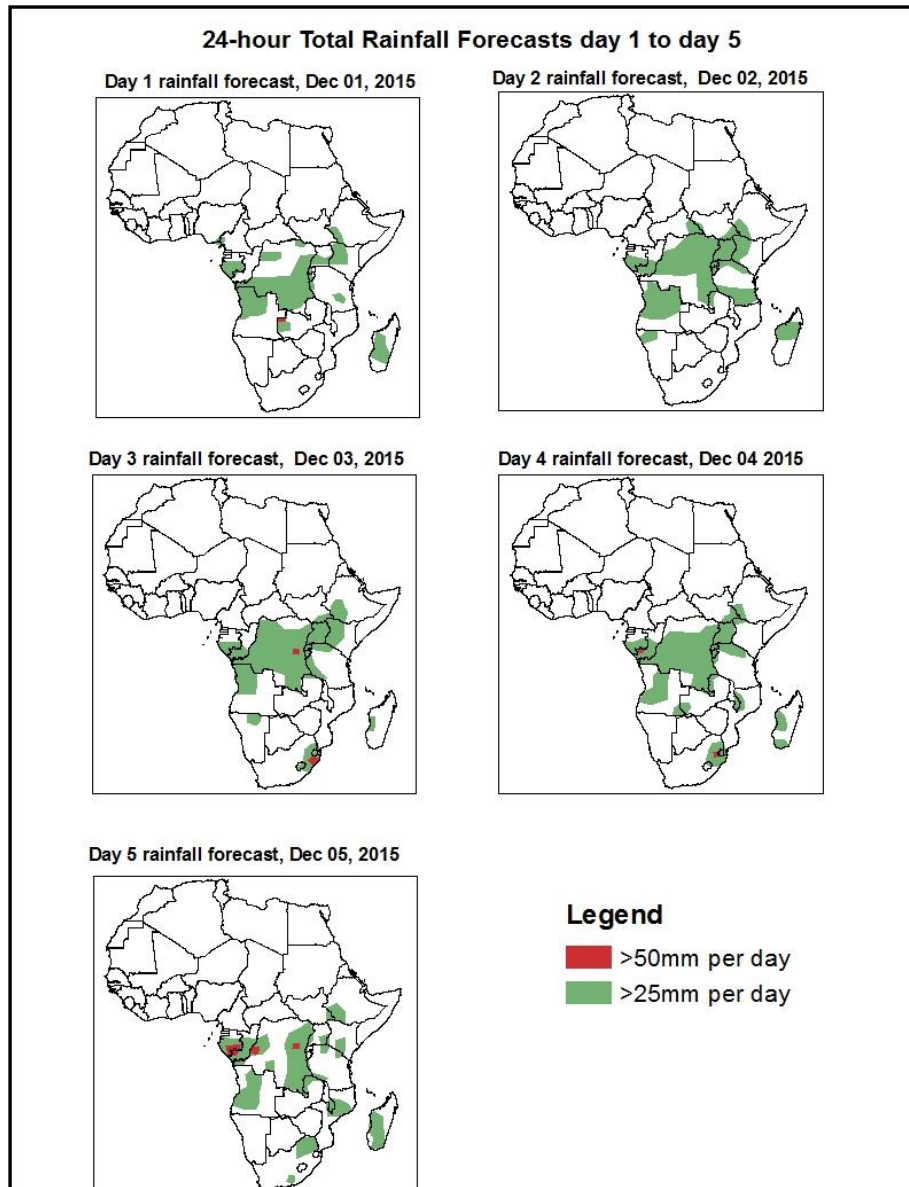 24-hour Total Rainfall Forecasts day 1 to day 5
Day 1 rainfall forecast, Dec 01, 2015
Day 2 rainfall forecast, Dec 02, 2015
Day 3 rainfall forecast, Dec 03, 2015
Day 4 rainfall forecast, Dec 04 2015
Day 5 rainfall forecast, Dec 05, 2015
Legend
>50mm per day
>25mm per day